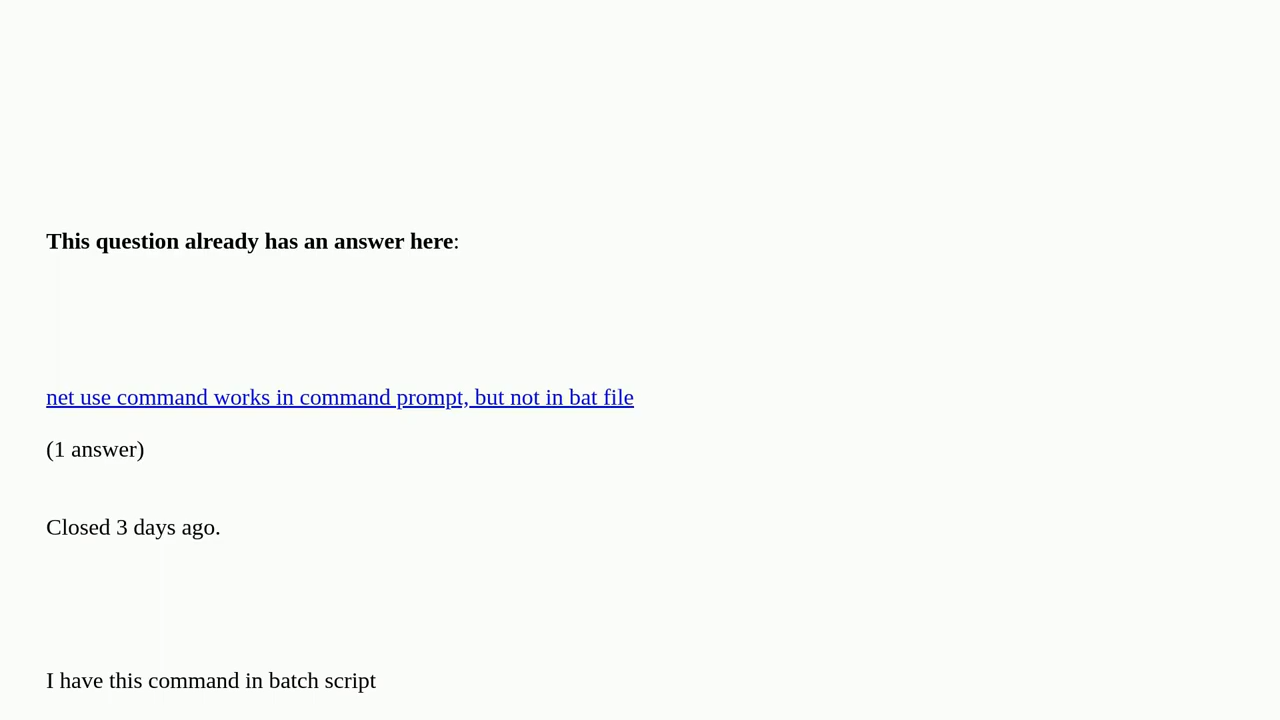 This question already has an answer here:
net use command works in command prompt, but not in bat file
(1 answer)
Closed 3 days ago.
I have this command in batch script